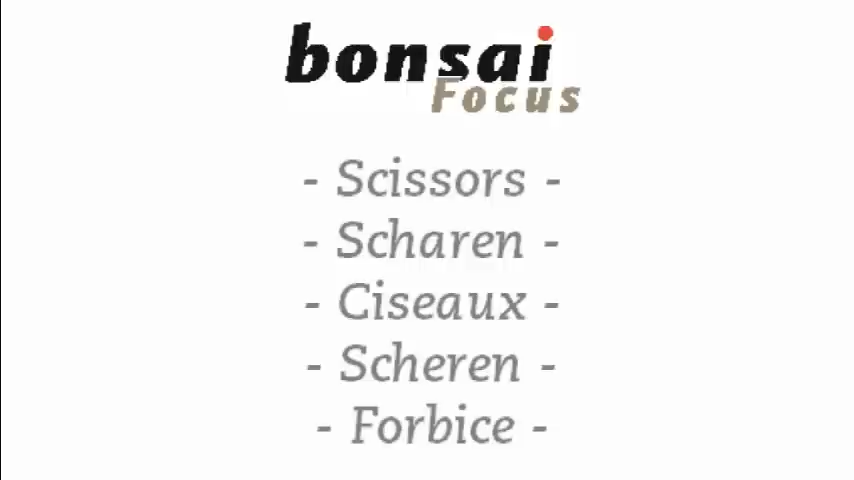 bonsai
Focus
- Scissors -
- Scharen -
- Ciseaux -
- Scheren -
- Forbice -